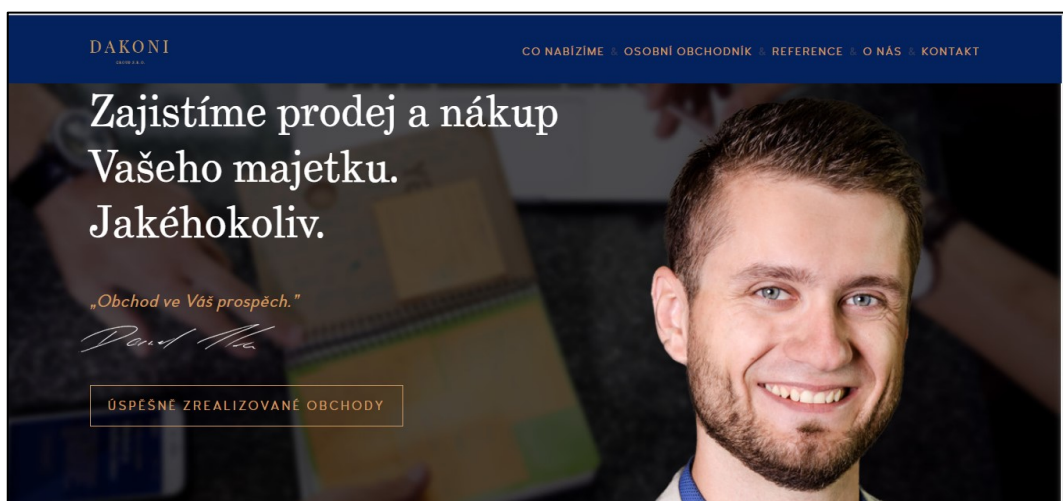 DAKONI
CO NABÍZÍME & OSOBNÍ OBCHODNÍK & REFERENCE & O NÁS & KONTAKT
Zajistíme prodej a nákup
Vašeho majetku.
Jakéhokoliv.
„Obchod ve Váš prospěch.”
ÚSPĚŠNĚ ZREALIZOVANÉ OBCHODY